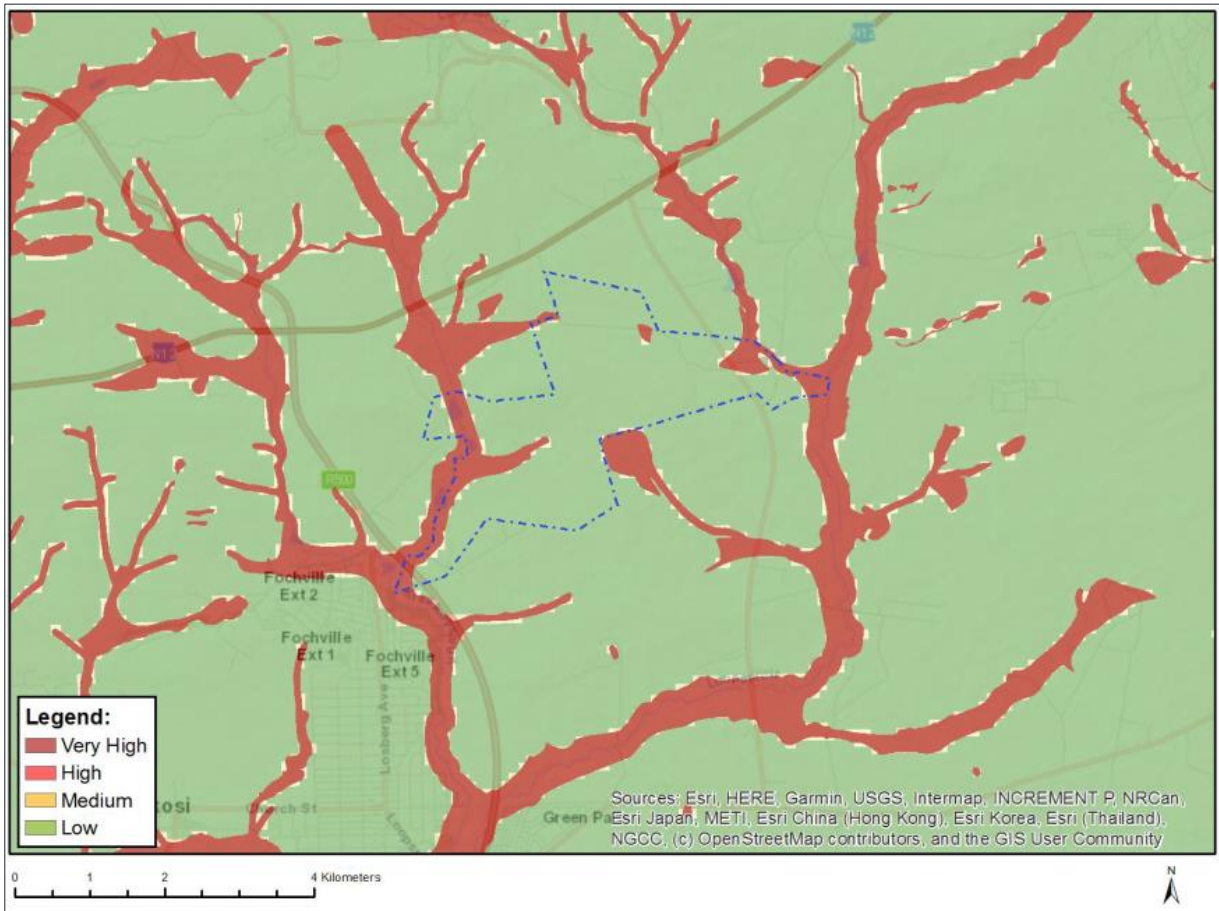 N12
N12
R500
Fochville
Ext 2
Fochville
Ext 1
Fochville
Ext 5
Losberg Ave
Church St
Green Pa
Legend:
Very High
High
Medium
Low
Sources: Esri, HERE, Garmin, USGS, Intermap, INCREMENT P, NRCan,
Esri Japan, METI, Esri China (Hong Kong), Esri Korea, Esri (Thailand),
NGCC, (c) OpenStreetMap contributors, and the GIS User Community
0 1 2 4 Kilometers
N